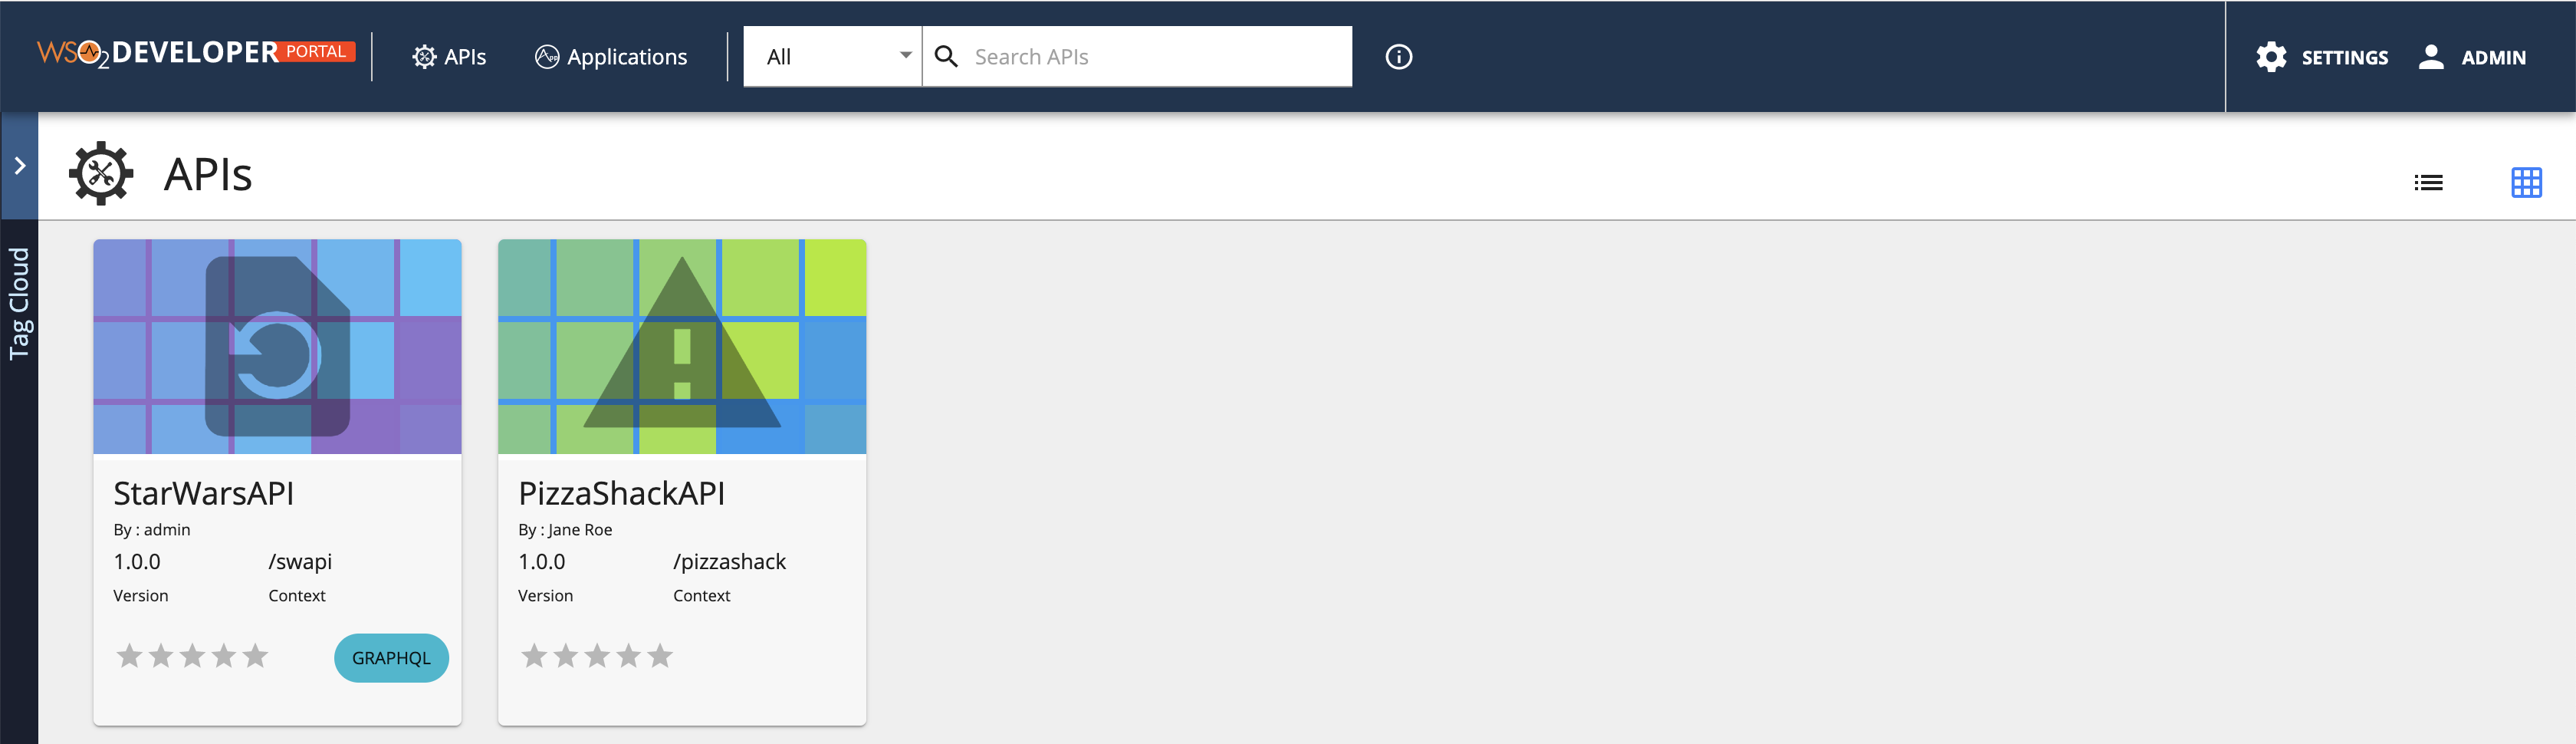 WSO2 DEVELOPER PORTAL
APIs
Applications
All
Search APIs
SETTINGS
ADMIN
APIs
Tag Cloud
StarWarsAPI
By : admin
1.0.0 /swapi
Version Context
GRAPHQL
PizzaShackAPI
By : Jane Roe
1.0.0 /pizzashack
Version Context